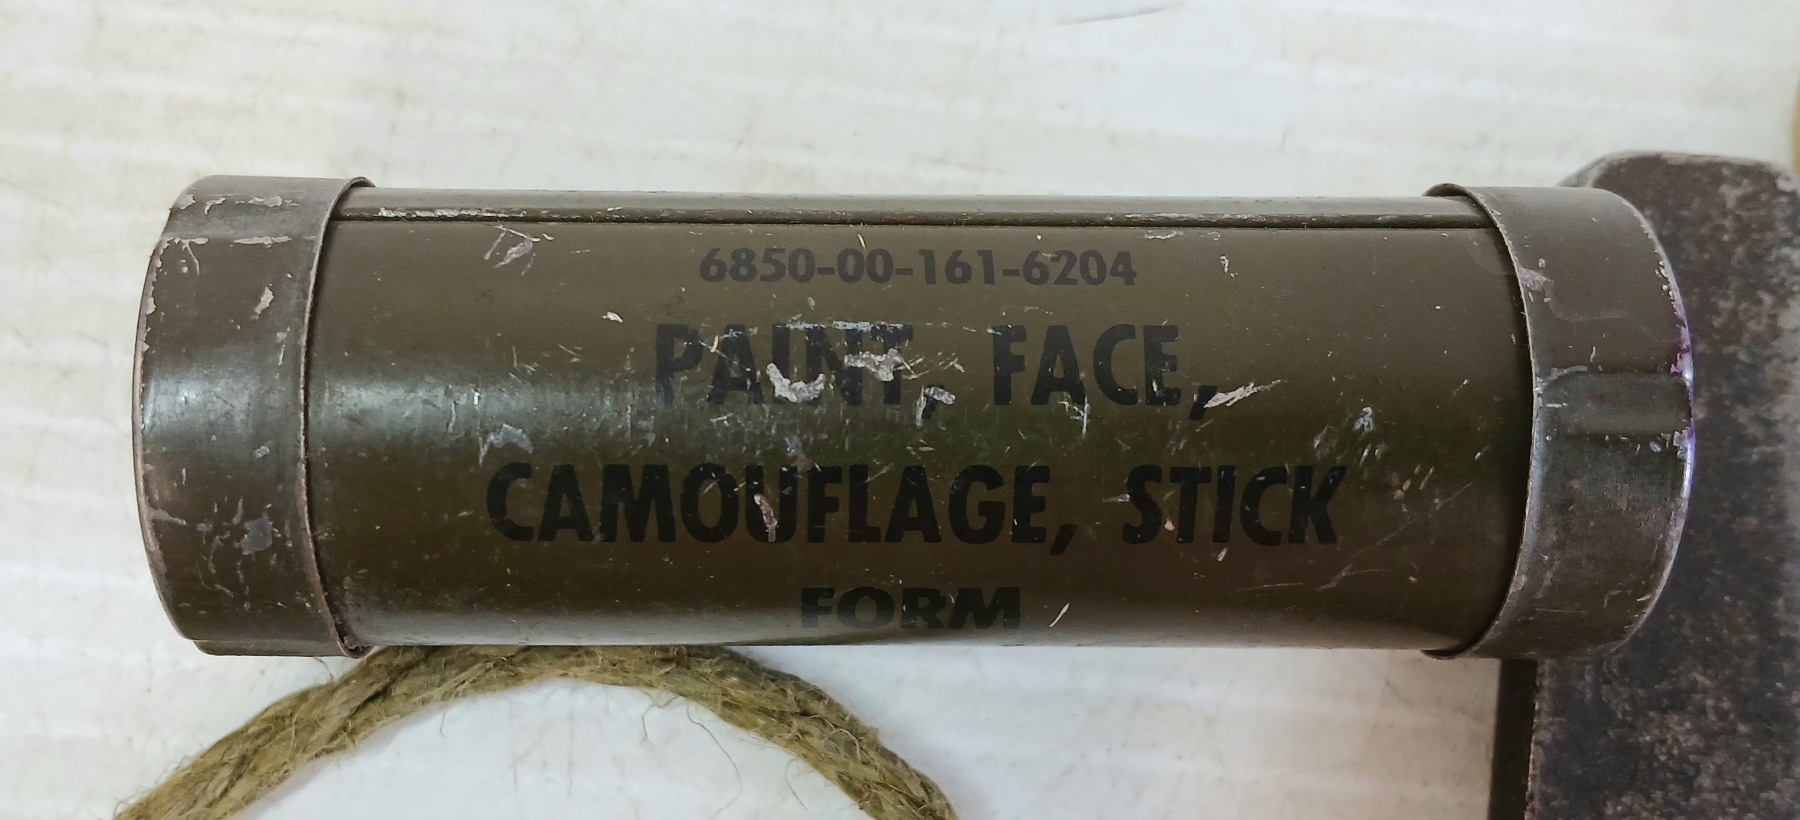 6850-00-161-6204
PAINT, FACE,
CAMOUFLAGE, STICK
FORM